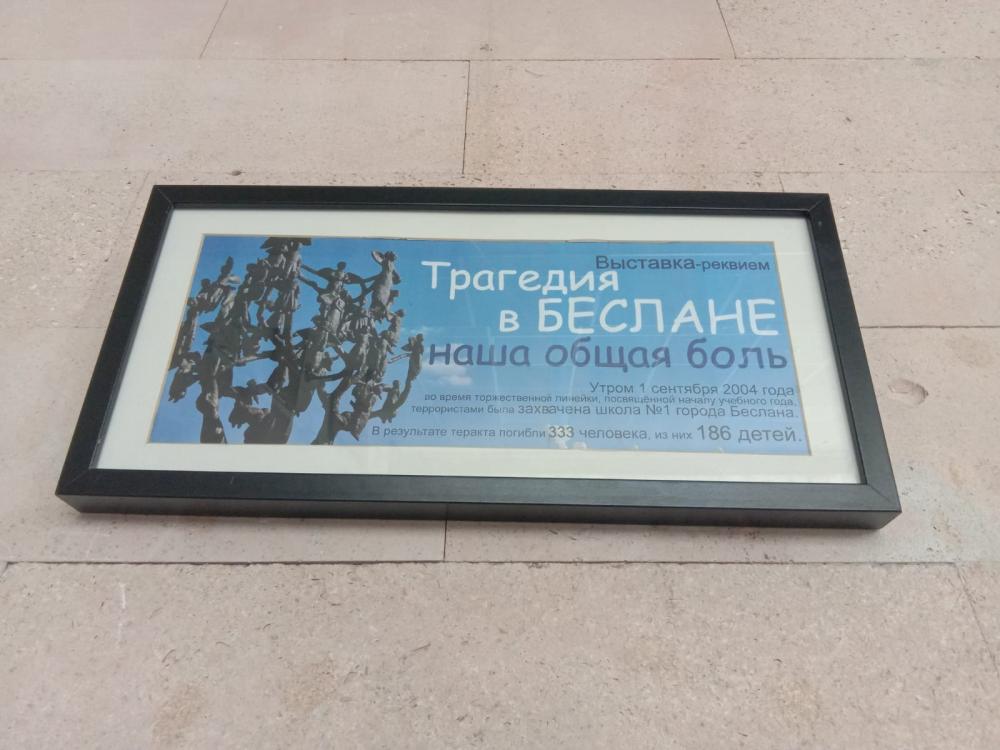 Выставка-реквием
Трагедия
в БЕСЛАНЕ
наша общая боль
Утром 1 сентября 2004 года
во время торжественной линейки, посвящённой началу учебного года,
террористами была захвачена школа №1 города Беслана.
В результате теракта погибли 333 человека, из них 186 детей.